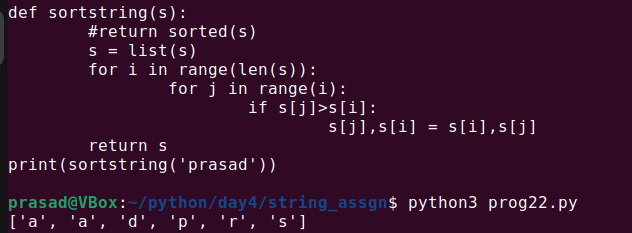 def sortstring(s):
        #return sorted(s)
        s = list(s)
        for i in range(len(s)):
                for j in range(i):
                        if s[j]>s[i]:
                                s[j],s[i] = s[i],s[j]
        return s
print(sortstring('prasad'))

prasad@VBox:~/python/day4/string_assgn$ python3 prog22.py
['a', 'a', 'd', 'p', 'r', 's']